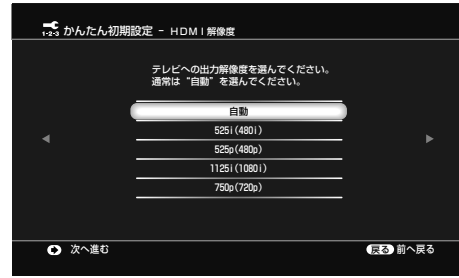 1-2-3 かんたん初期設定 - HDMI解像度
テレビへの出力解像度を選んでください。
通常は“自動”を選んでください。
自動
525i(480i)
525p(480p)
1125i(1080i)
750p(720p)
次へ進む
戻る 前へ戻る